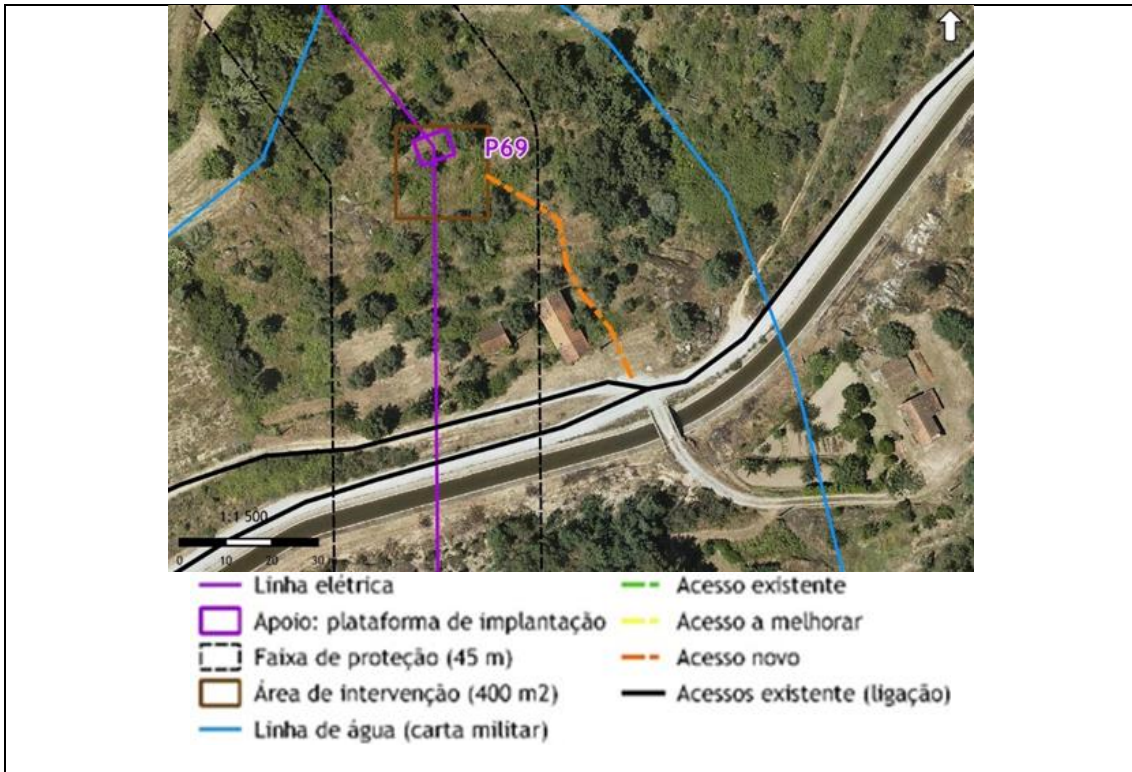 P69
1:1 500
0 10 20 30
Linha elétrica
Apoio: plataforma de implantação
Faixa de proteção (45 m)
Área de intervenção (400 m2)
Linha de água (carta militar)
Acesso existente
Acesso a melhorar
Acesso novo
Acessos existente (ligação)